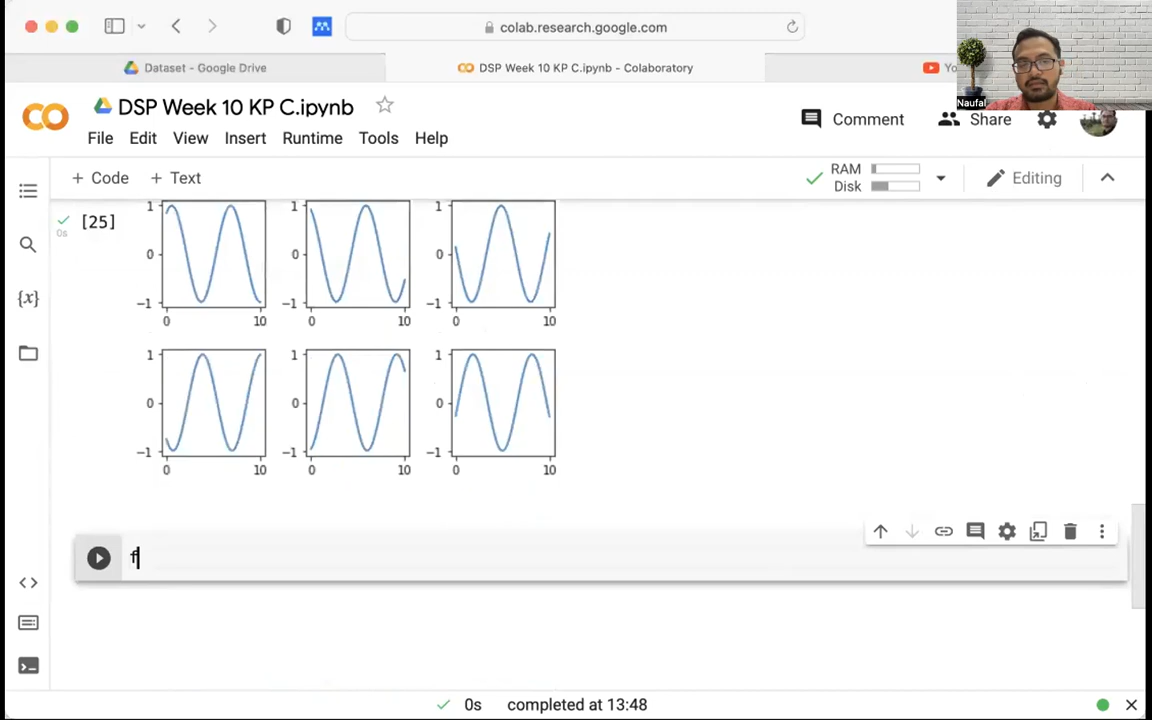 colab.research.google.com
Dataset - Google Drive
DSP Week 10 KP C.ipynb - Colaboratory
Yo
Naufal
DSP Week 10 KP C.ipynb
Comment
Share
File Edit View Insert Runtime Tools Help
+ Code + Text
RAM
Disk
Editing
0s
[25]
1 1 1
0 0 0
−1 −1 −1
0 10 0 10 0 10
1 1 1
0 0 0
−1 −1 −1
0 10 0 10 0 10
{x}
f
0s completed at 13:48